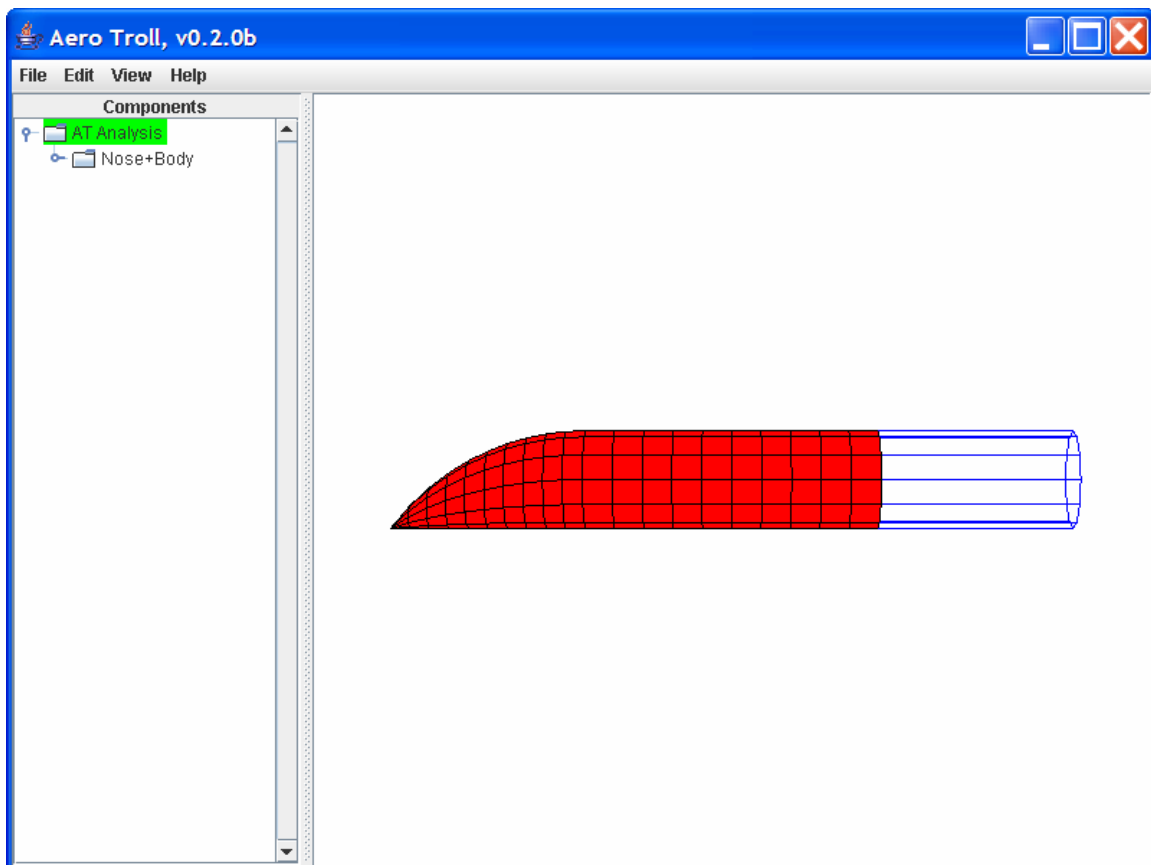 Aero Troll, v0.2.0b
File Edit View Help
Components
AT Analysis
Nose+Body